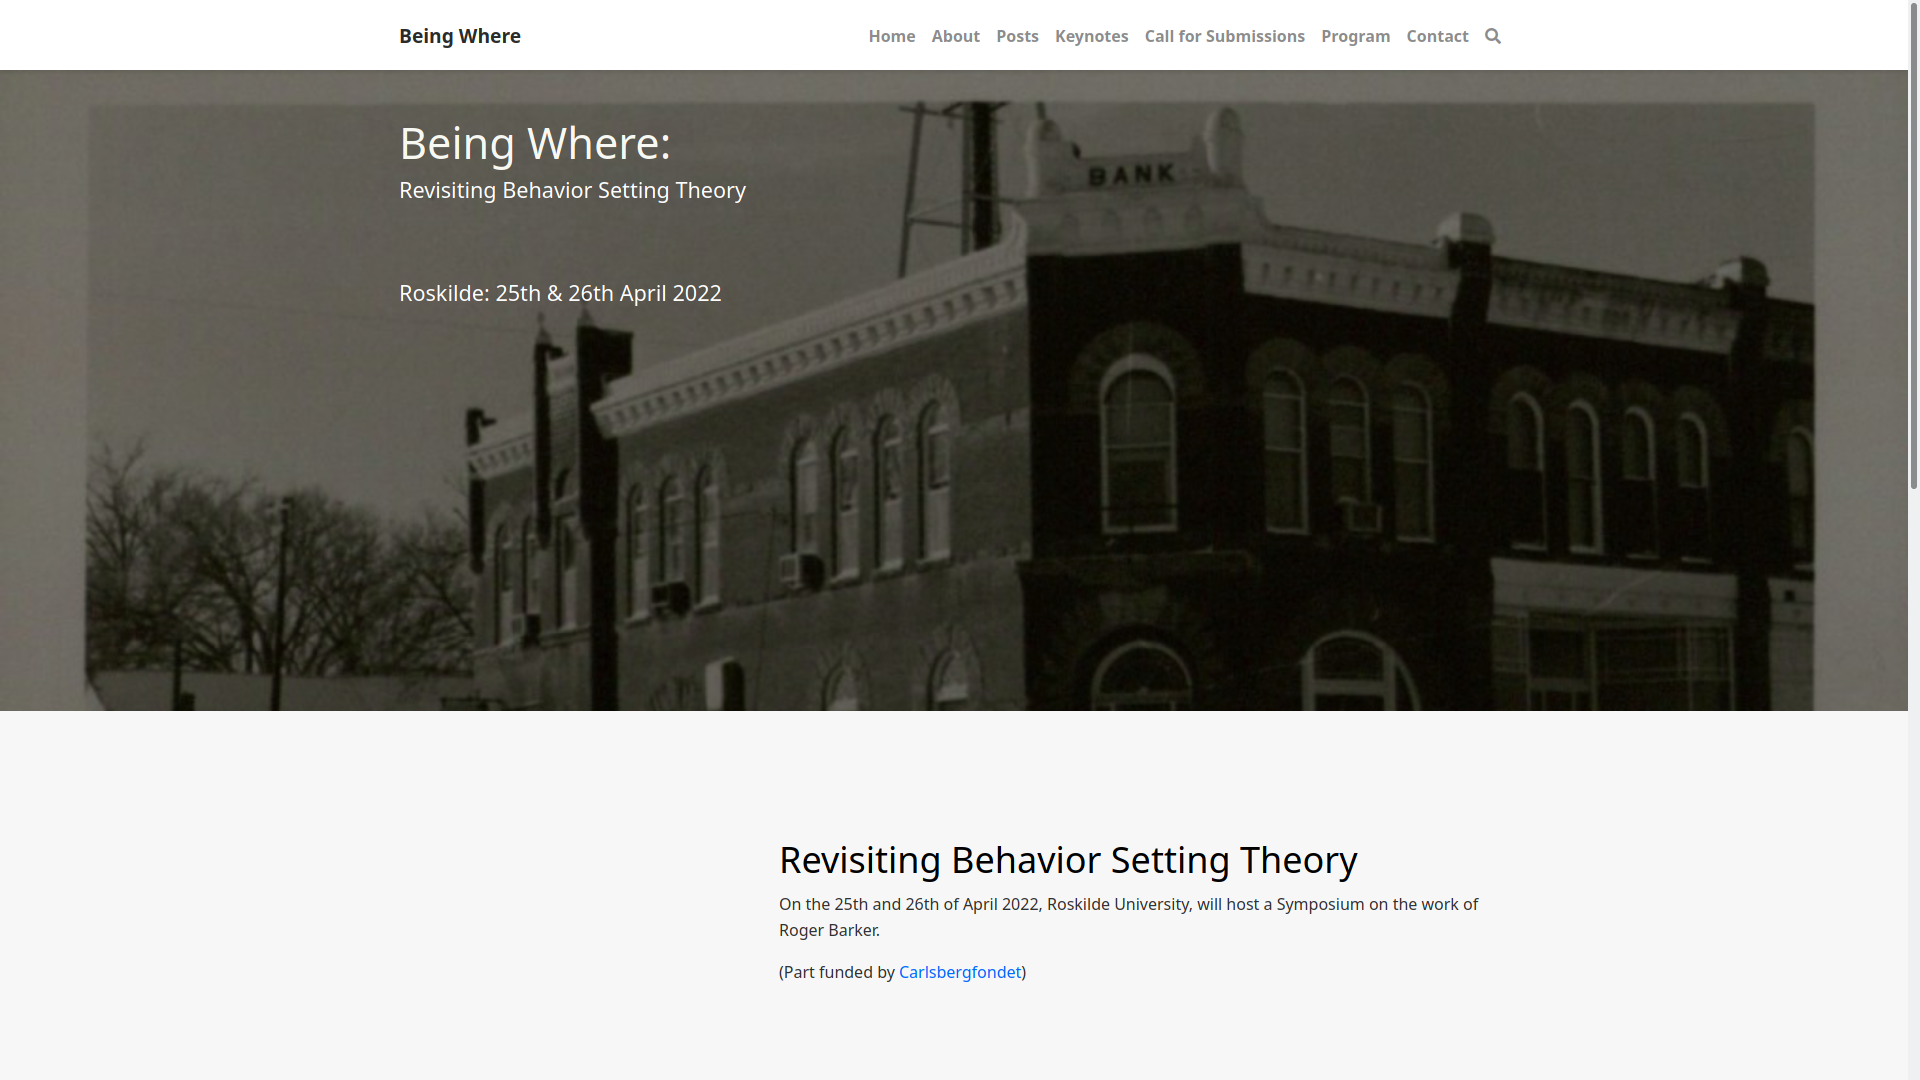 Being Where
Home About Posts Keynotes Call for Submissions Program Contact
Being Where:
Revisiting Behavior Setting Theory
Roskilde: 25th & 26th April 2022
BANK
Revisiting Behavior Setting Theory
On the 25th and 26th of April 2022, Roskilde University, will host a Symposium on the work of
Roger Barker.
(Part funded by Carlsbergfondet)